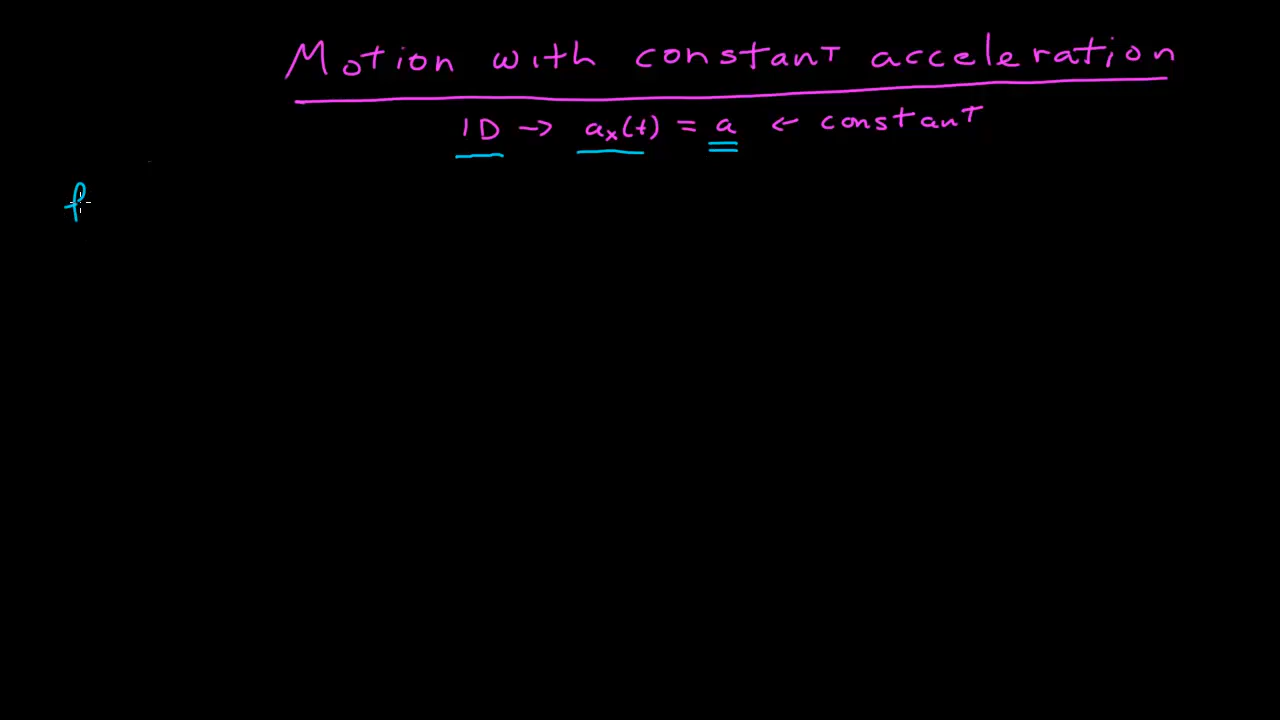 Motion with constant acceleration
1D → aₓ(t) = a ← constant
f